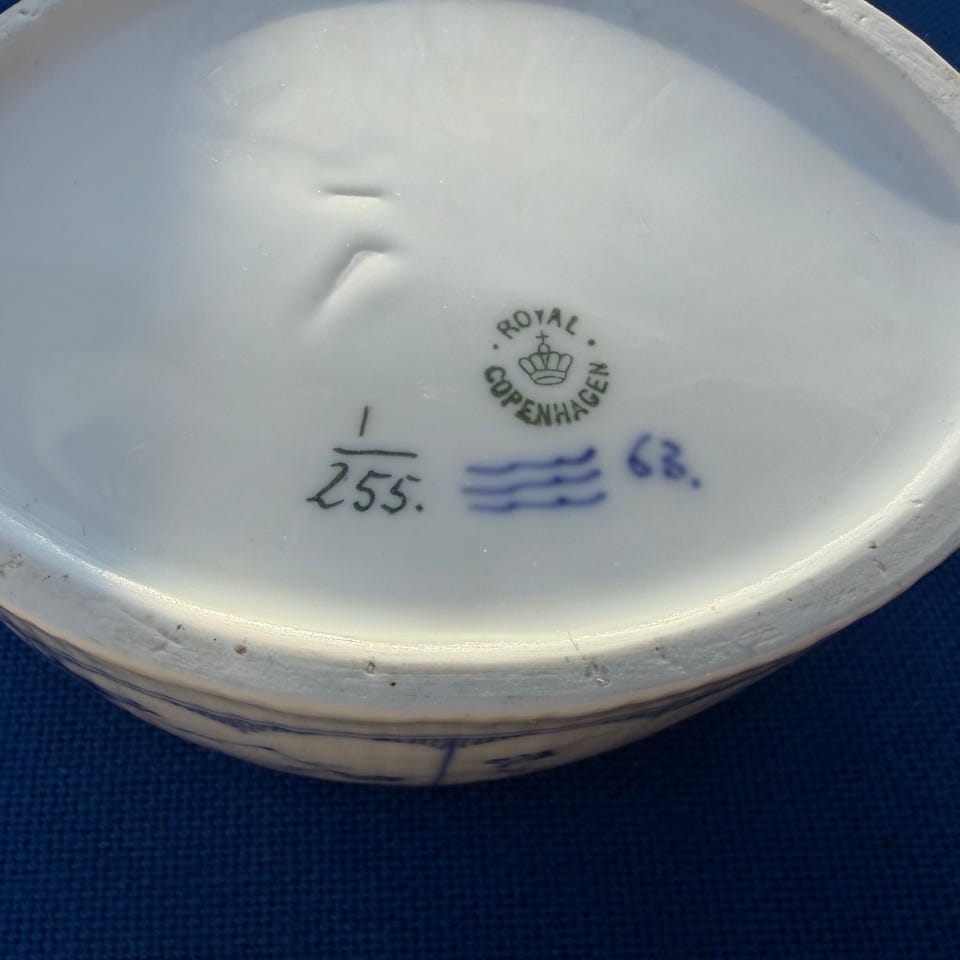 ROYAL
COPENHAGEN
1
255.
63.